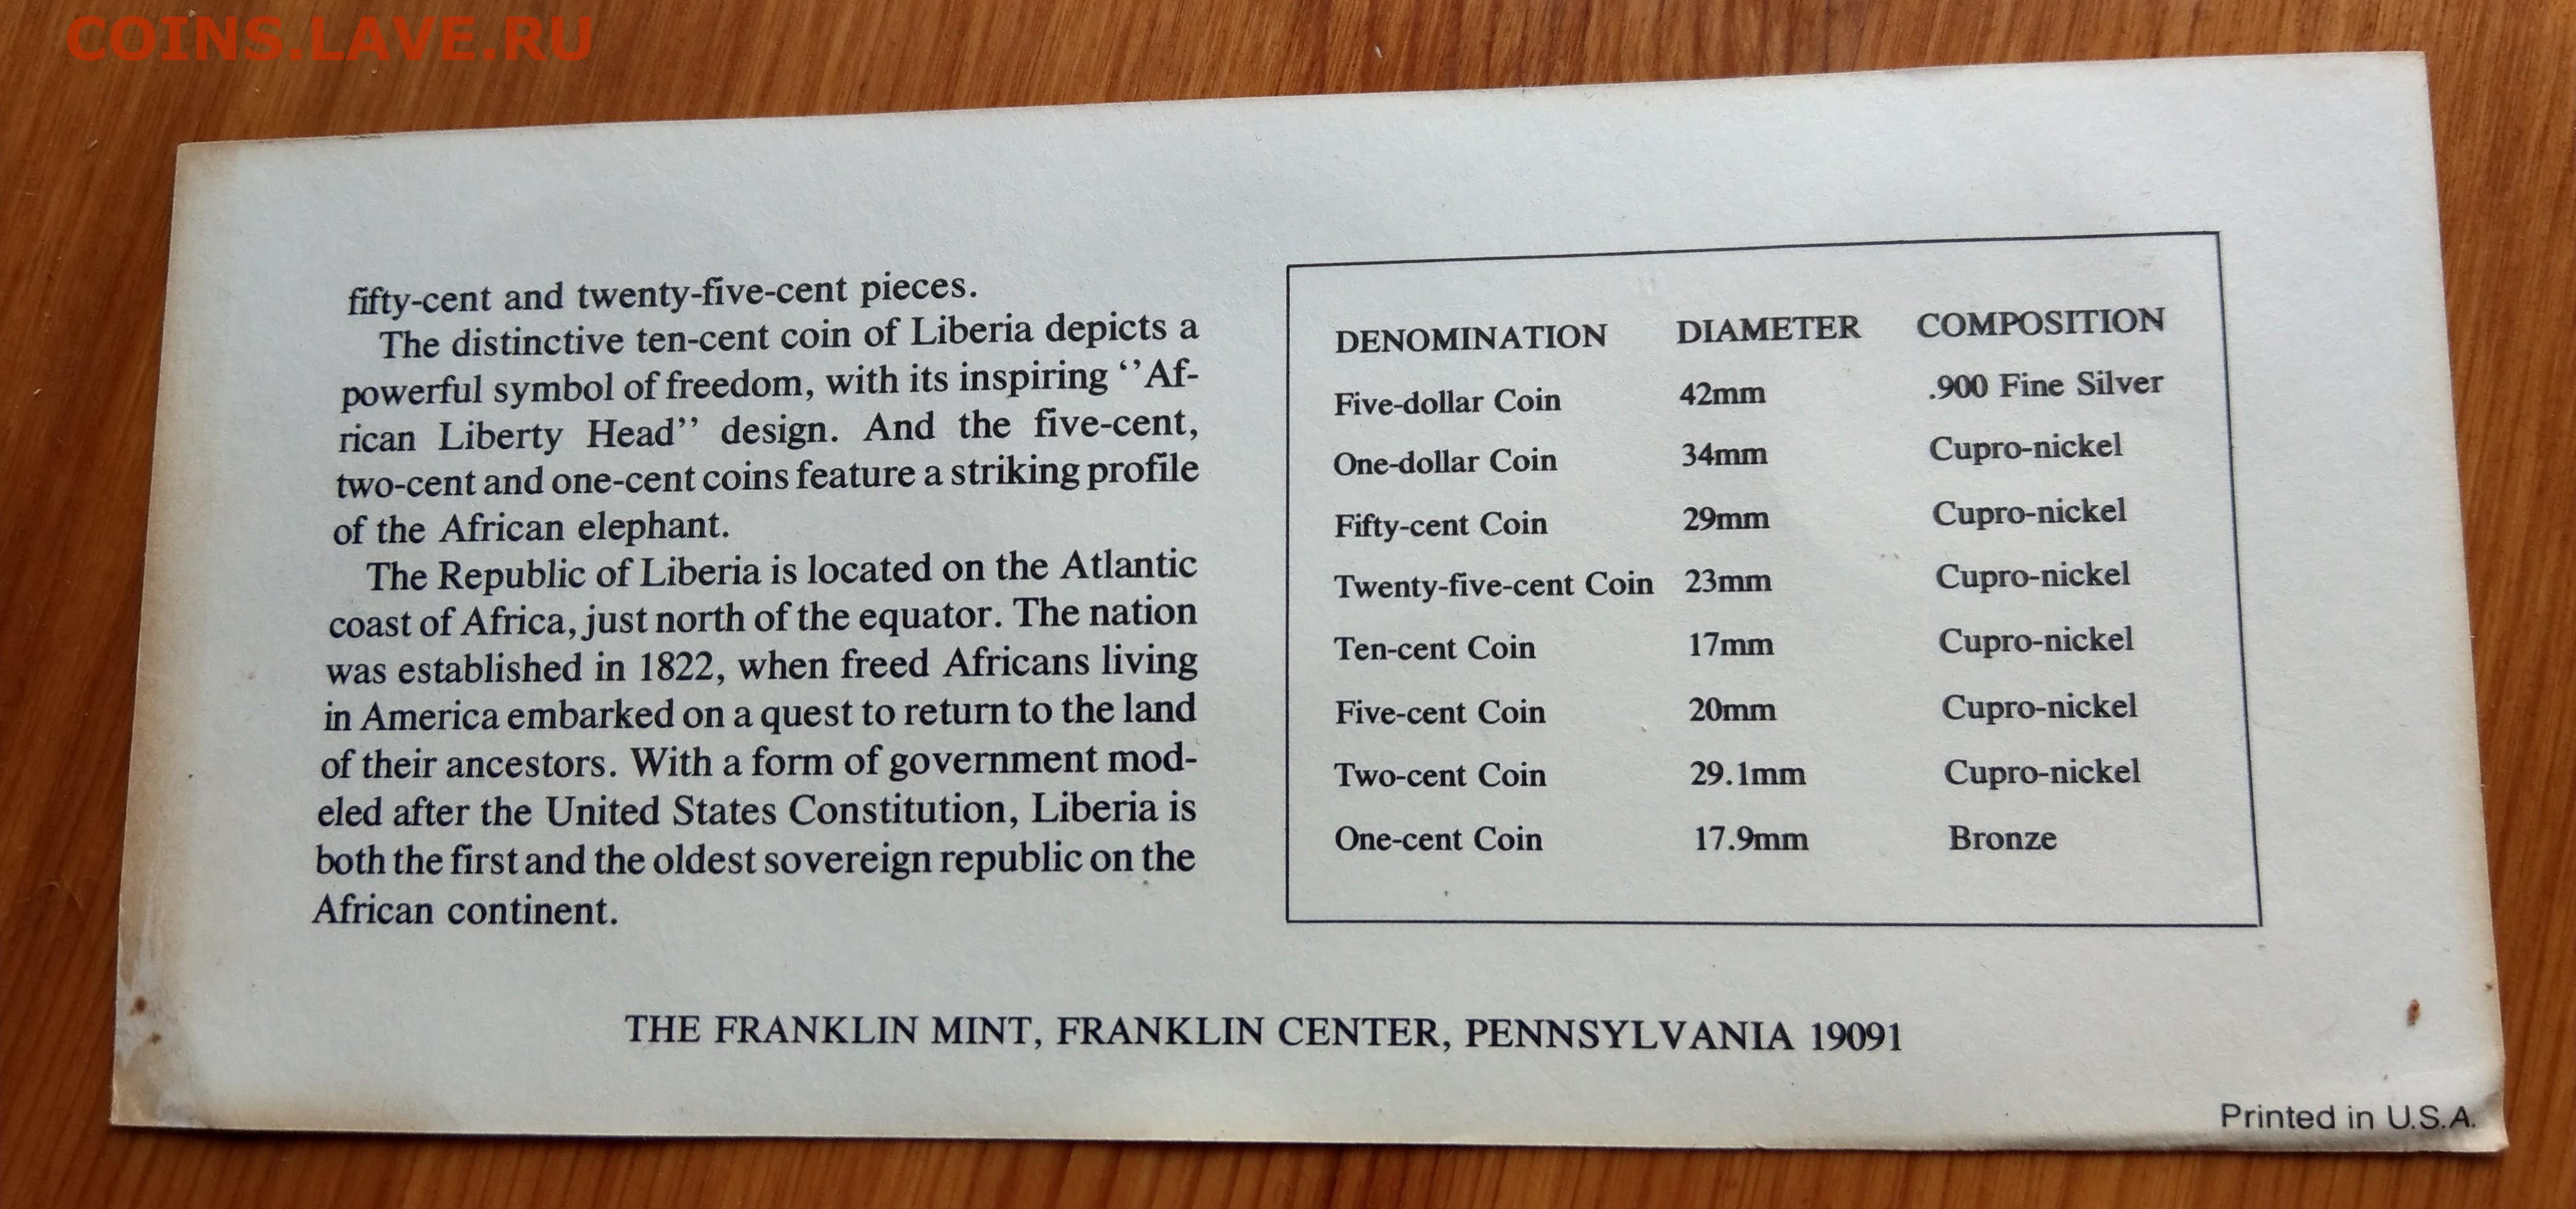 COINS.LAVE.RU
fifty-cent and twenty-five-cent pieces.
The distinctive ten-cent coin of Liberia depicts a
powerful symbol of freedom, with its inspiring ‘’Af-
rican Liberty Head’’ design. And the five-cent,
two-cent and one-cent coins feature a striking profile
of the African elephant.
The Republic of Liberia is located on the Atlantic
coast of Africa, just north of the equator. The nation
was established in 1822, when freed Africans living
in America embarked on a quest to return to the land
of their ancestors. With a form of government mod-
eled after the United States Constitution, Liberia is
both the first and the oldest sovereign republic on the
African continent.
DENOMINATION DIAMETER COMPOSITION
Five-dollar Coin 42mm .900 Fine Silver
One-dollar Coin 34mm Cupro-nickel
Fifty-cent Coin 29mm Cupro-nickel
Twenty-five-cent Coin 23mm Cupro-nickel
Ten-cent Coin 17mm Cupro-nickel
Five-cent Coin 20mm Cupro-nickel
Two-cent Coin 29.1mm Cupro-nickel
One-cent Coin 17.9mm Bronze
THE FRANKLIN MINT, FRANKLIN CENTER, PENNSYLVANIA 19091
Printed in U.S.A.